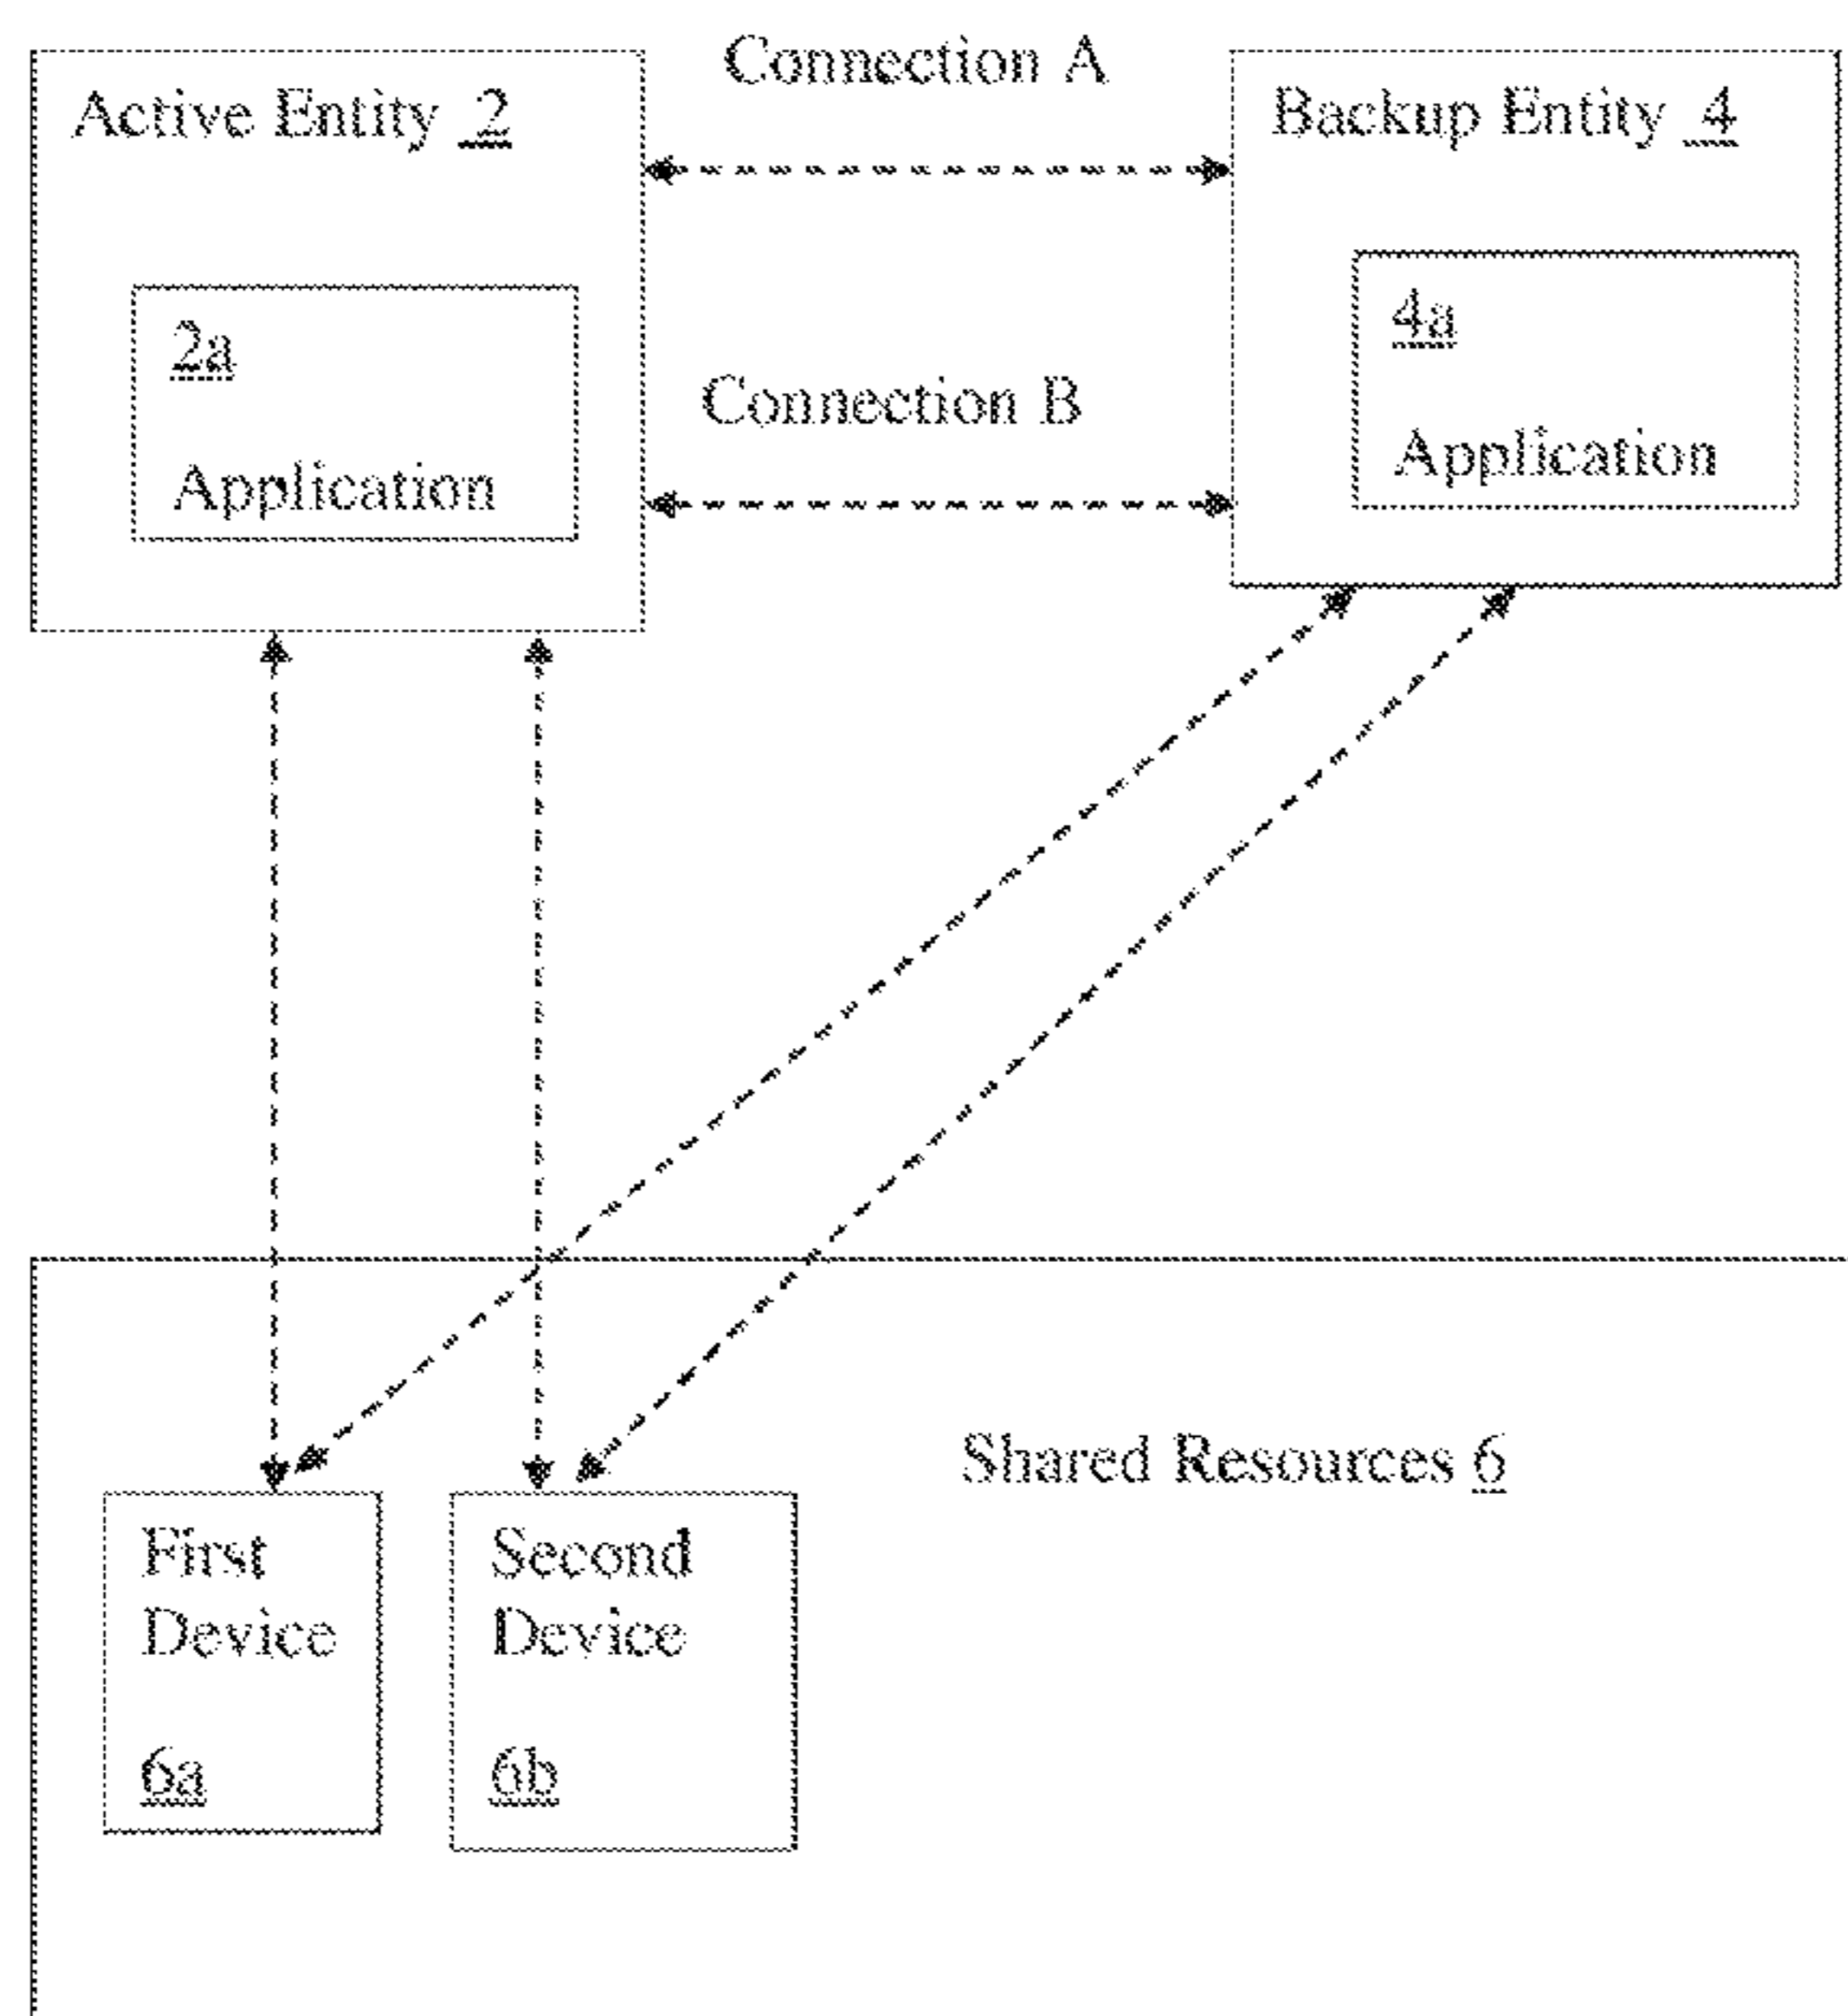 Connection A
Active Entity 2
Backup Entity 4
2a
Application
4a
Application
Connection B
Shared Resources 6
First
Device
6a
Second
Device
6b